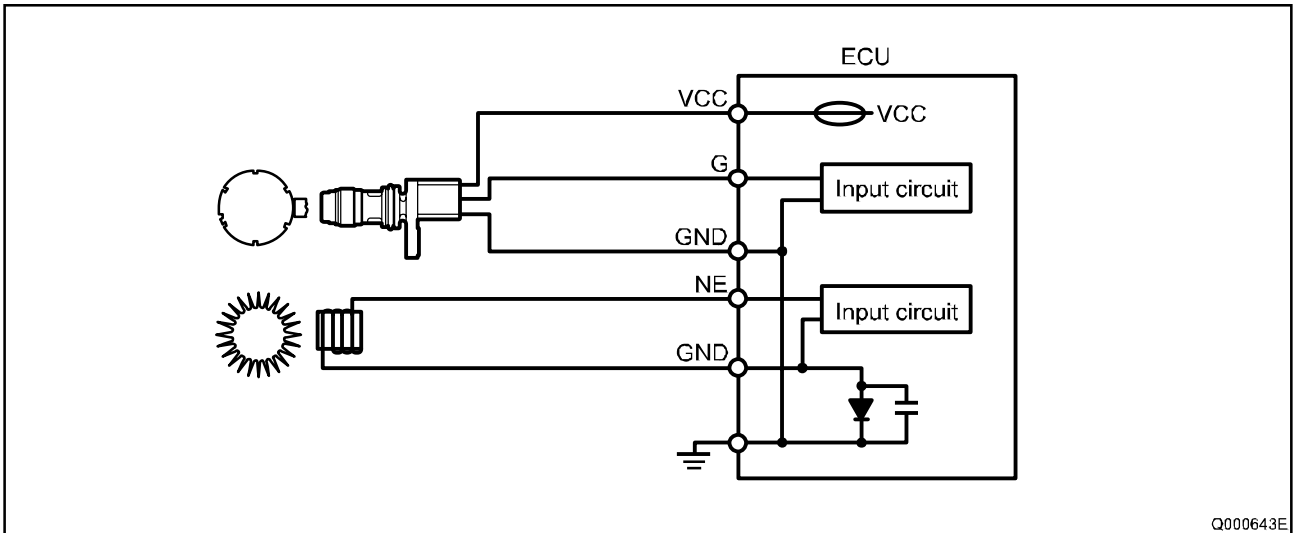 ECU
VCC
VCC
G
Input circuit
GND
NE
Input circuit
GND
Q000643E